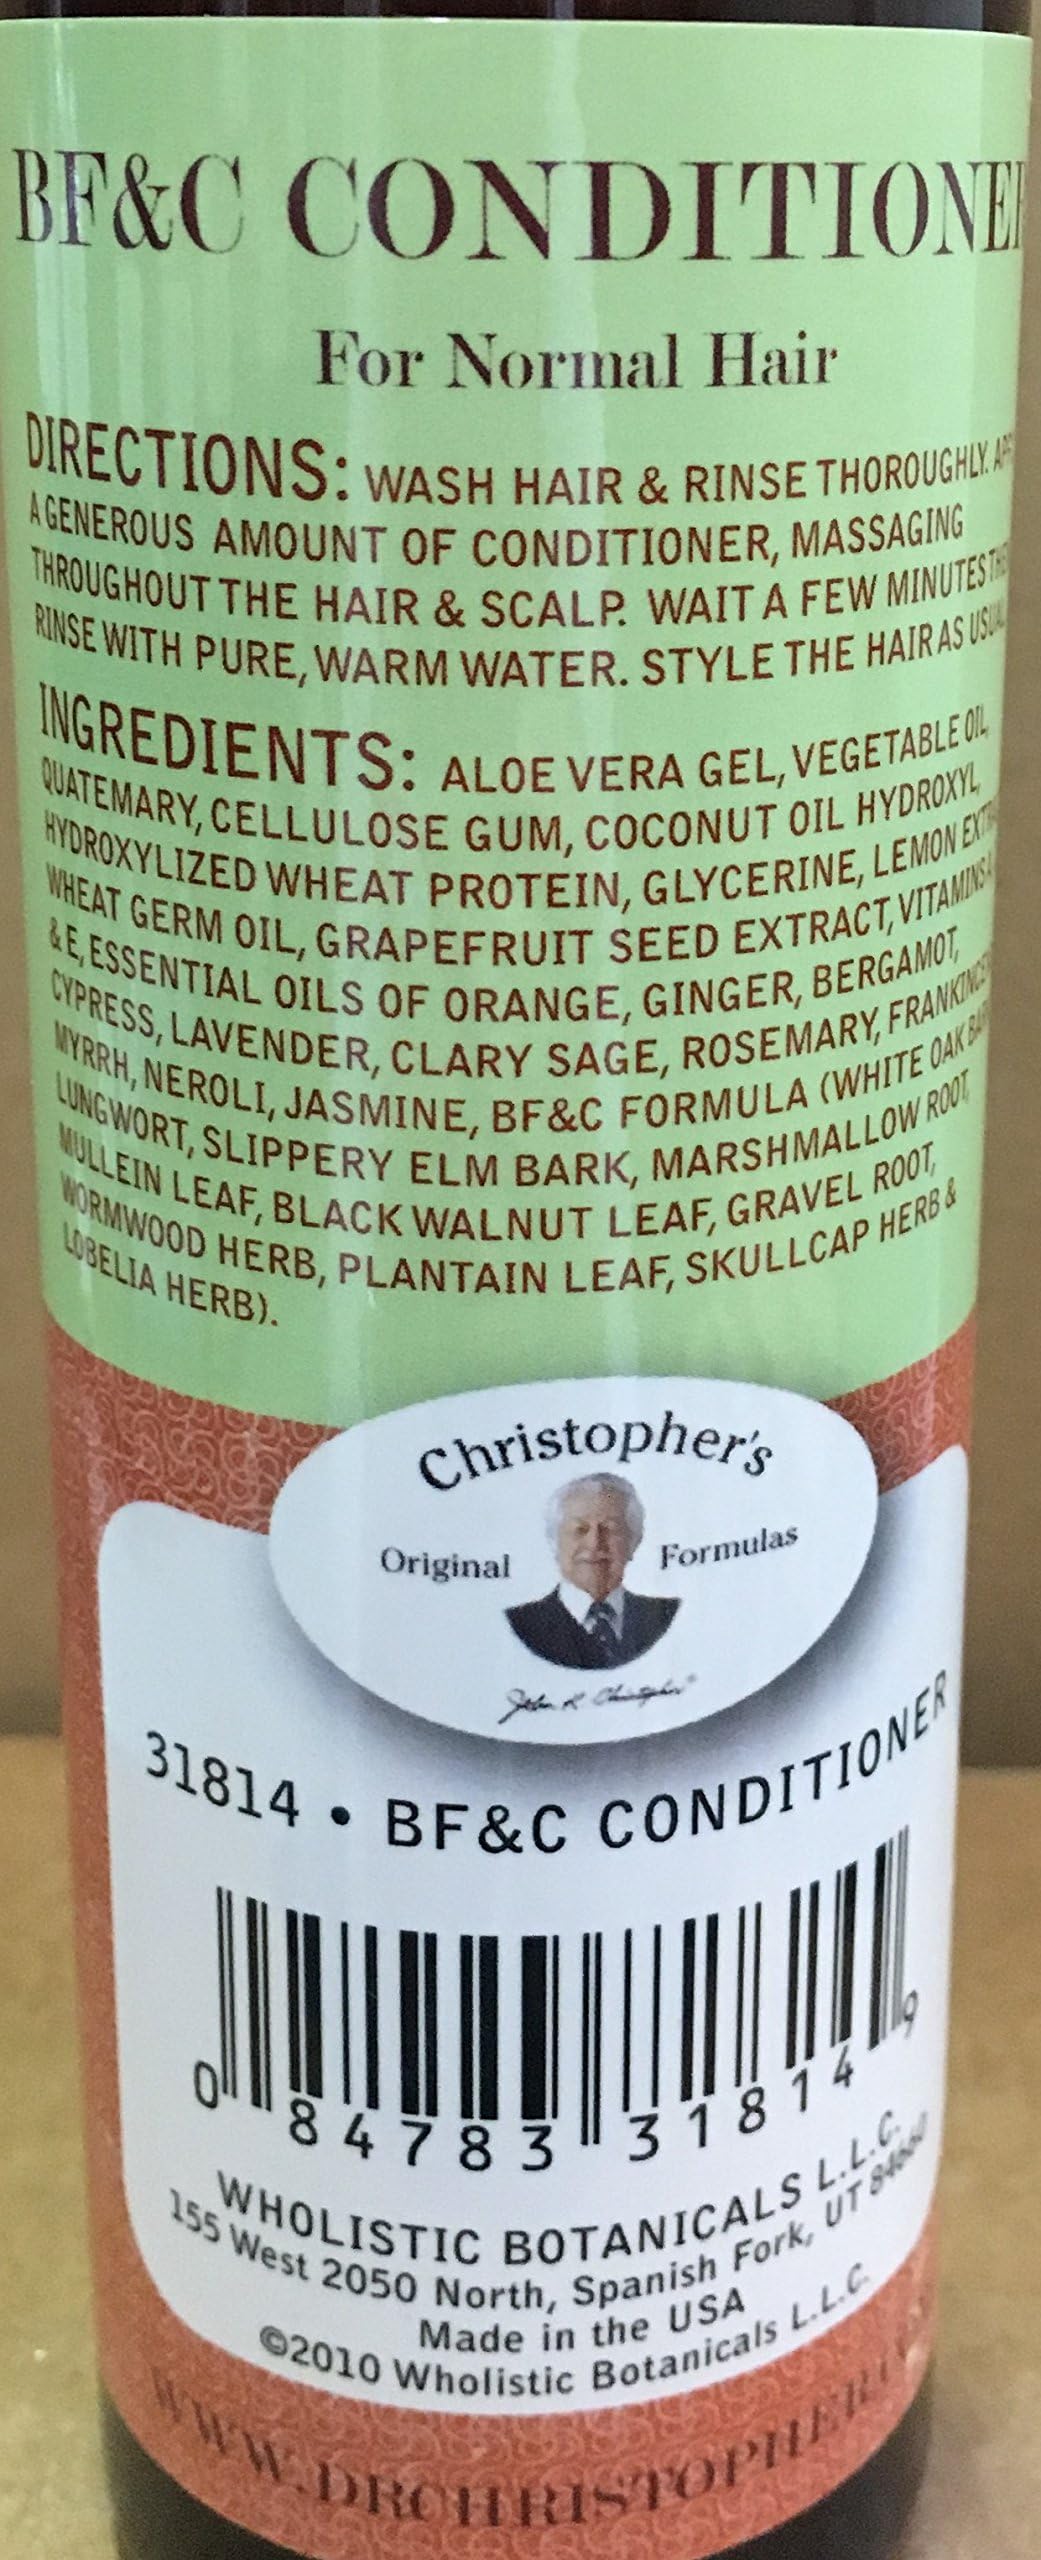 BF&C CONDITIONER
For Normal Hair
DIRECTIONS: WASH HAIR & RINSE THOROUGHLY.
A GENEROUS AMOUNT OF CONDITIONER, MASSAGING
THROUGHOUT THE HAIR & SCALP. WAIT A FEW MINUTES THEN
RINSE WITH PURE, WARM WATER. STYLE THE HAIR AS USUAL
INGREDIENTS: ALOE VERA GEL, VEGETABLE OIL,
QUATEMARY, CELLULOSE GUM, COCONUT OIL HYDROXYL,
HYDROXYLIZED WHEAT PROTEIN, GLYCERINE, LEMON
WHEAT GERM OIL, GRAPEFRUIT SEED EXTRACT, VITAMINS
& E, ESSENTIAL OILS OF ORANGE, GINGER, BERGAMOT,
CYPRESS, LAVENDER, CLARY SAGE, ROSEMARY,
MYRRH, NEROLI, JASMINE, BF&C FORMULA (WHITE OAK BARK
LUNGWORT, SLIPPERY ELM BARK, MARSHMALLOW ROOT,
MULLEIN LEAF, BLACK WALNUT LEAF, GRAVEL ROOT,
WORMWOOD HERB, PLANTAIN LEAF, SKULLCAP HERB &
LOBELIA HERB).
Christopher's
Original Formulas
John R. Christopher
31814 • BF&C CONDITIONER
0 84783 31814 9
WHOLISTIC BOTANICALS L.L.C.
155 West 2050 North, Spanish Fork, UT 84660
Made in the USA
©2010 Wholistic Botanicals L.L.C.